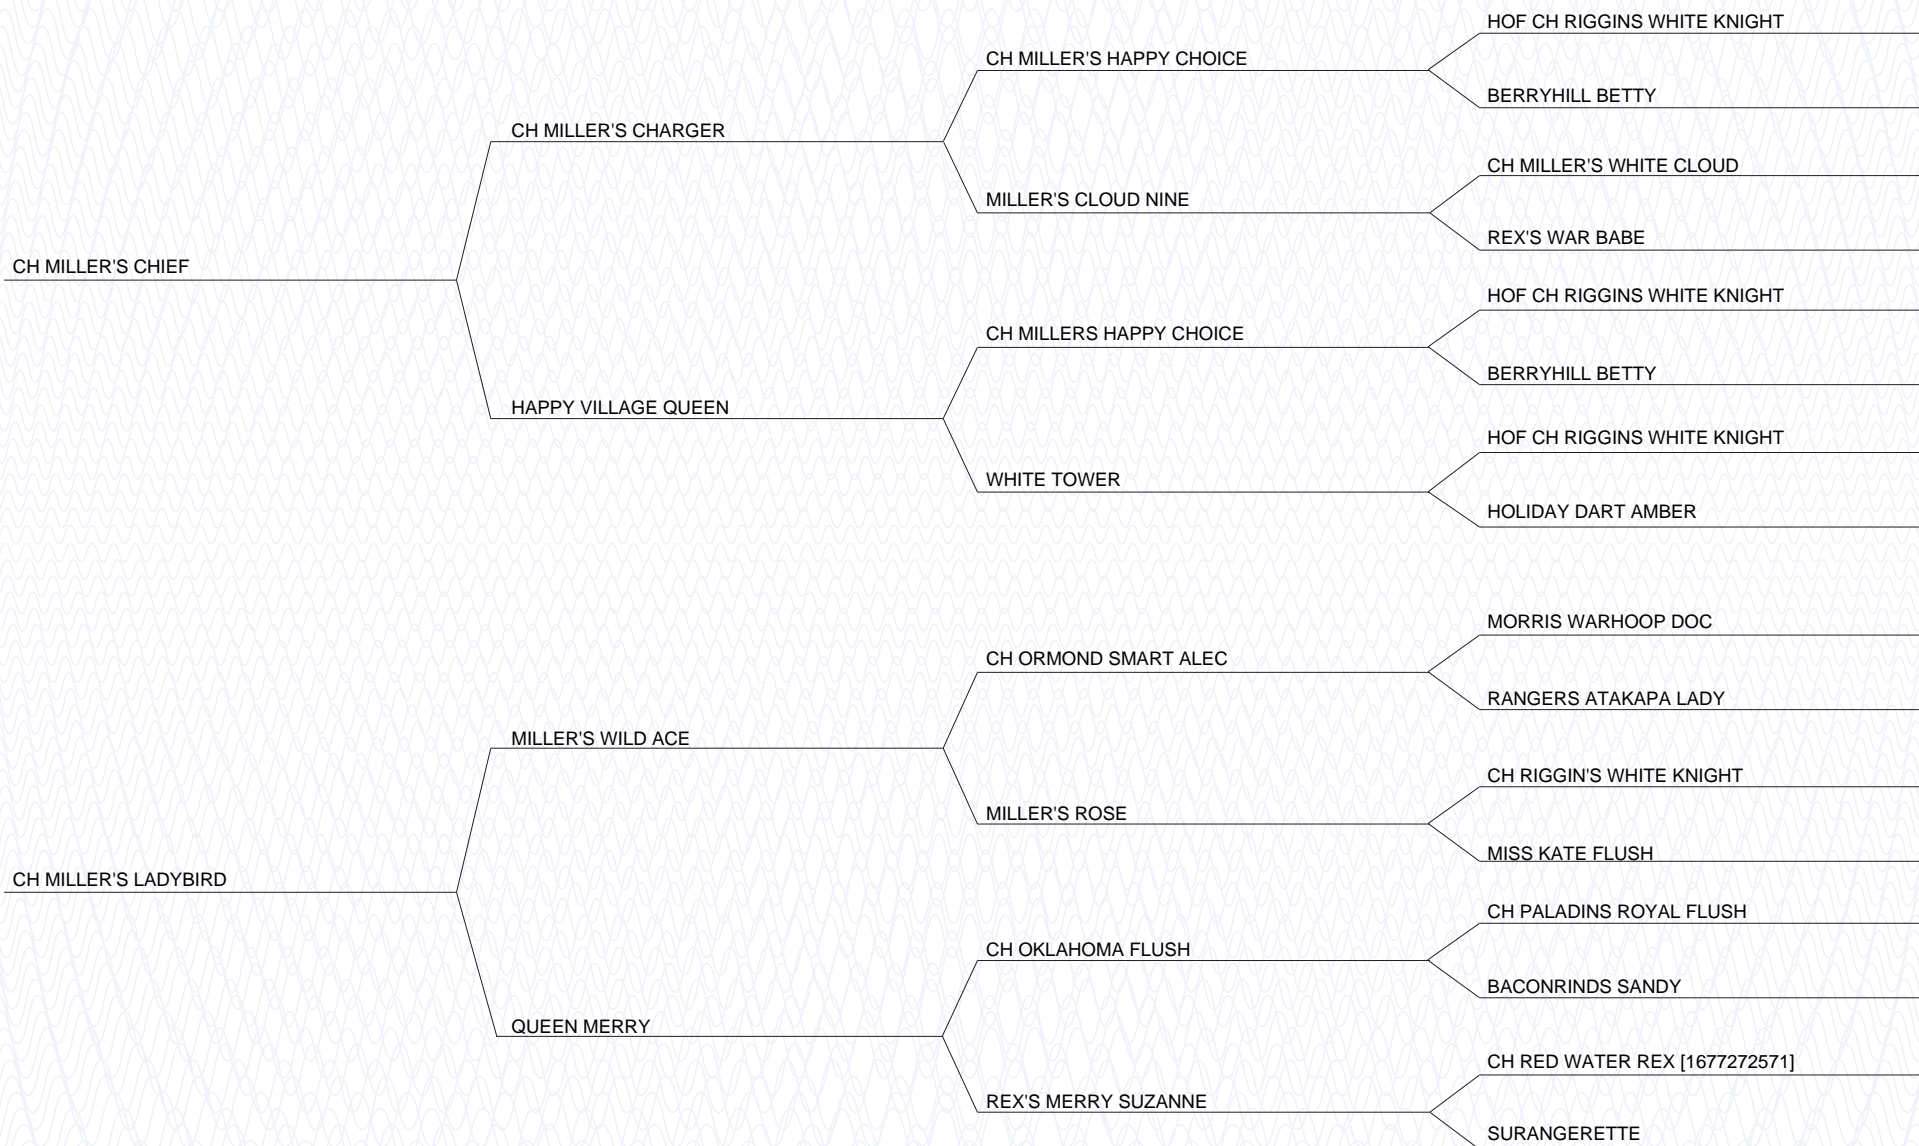 HOF CH RIGGINS WHITE KNIGHT
CH MILLER'S HAPPY CHOICE
BERRYHILL BETTY
CH MILLER'S CHARGER
CH MILLER'S WHITE CLOUD
MILLER'S CLOUD NINE
REX'S WAR BABE
CH MILLER'S CHIEF
HOF CH RIGGINS WHITE KNIGHT
CH MILLERS HAPPY CHOICE
BERRYHILL BETTY
HAPPY VILLAGE QUEEN
HOF CH RIGGINS WHITE KNIGHT
WHITE TOWER
HOLIDAY DART AMBER
MORRIS WARHOOP DOC
CH ORMOND SMART ALEC
RANGERS ATAKAPA LADY
MILLER'S WILD ACE
CH RIGGIN'S WHITE KNIGHT
MILLER'S ROSE
MISS KATE FLUSH
CH MILLER'S LADYBIRD
CH PALADINS ROYAL FLUSH
CH OKLAHOMA FLUSH
BACONRINDS SANDY
QUEEN MERRY
CH RED WATER REX [1677272571]
REX'S MERRY SUZANNE
SURANGERETTE